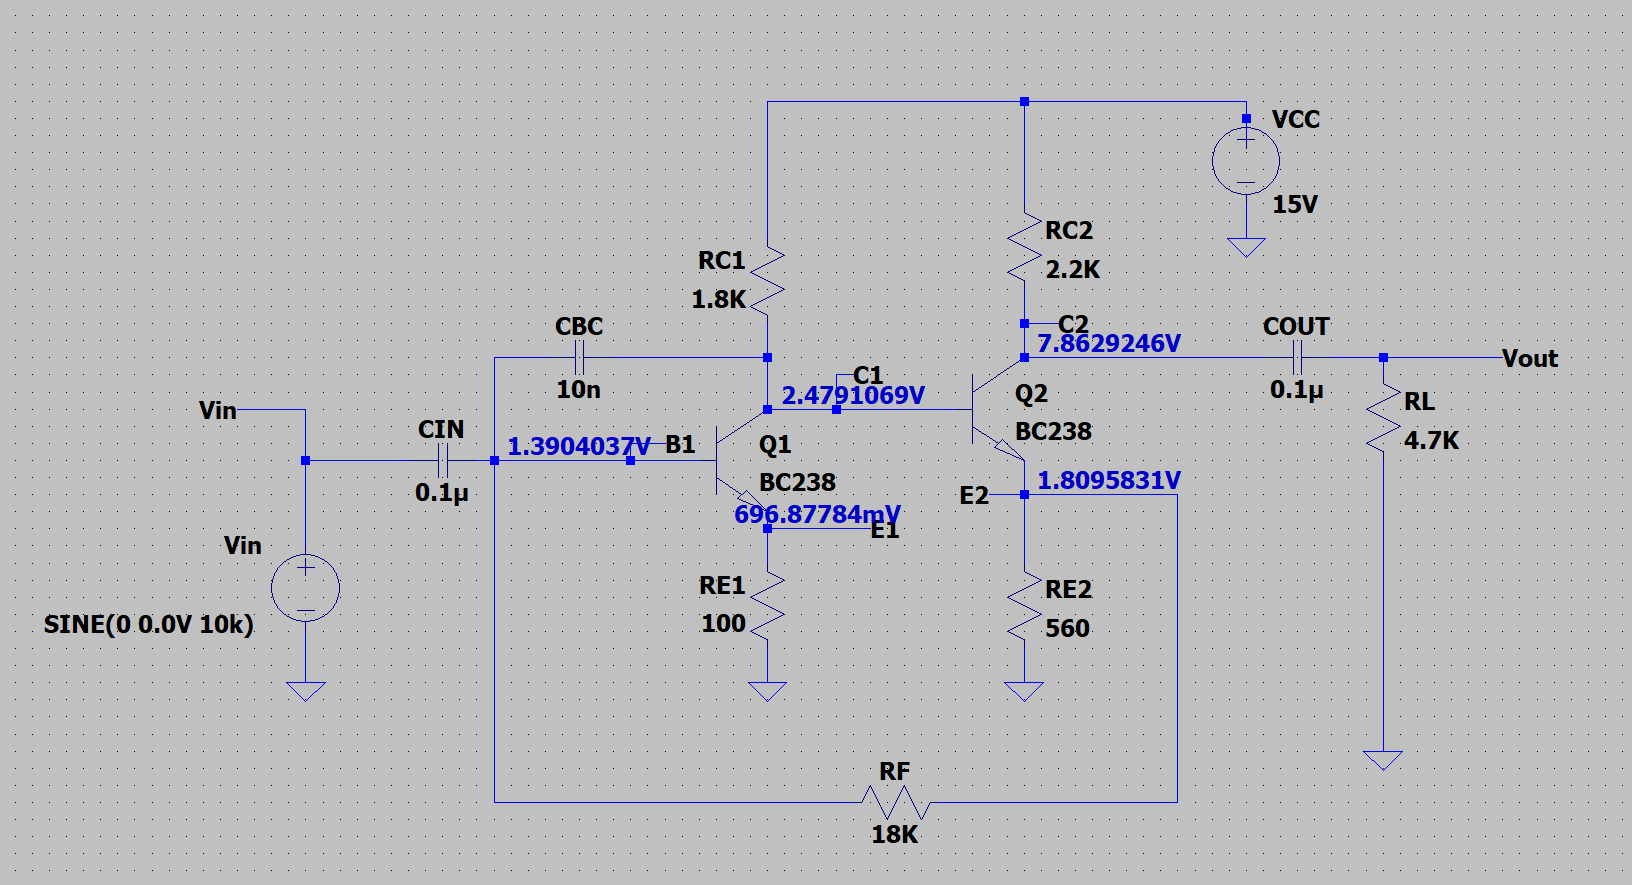 VCC
15V
RC2
2.2K
RC1
1.8K
CBC
10n
C2
7.8629246V
COUT
0.1µ
Vout
C1
2.4791069V
Q2
BC238
RL
4.7K
Vin
CIN
0.1µ
1.3904037V
B1
Q1
BC238
696.87784mV
E1
1.8095831V
E2
Vin
SINE(0 0.0V 10k)
RE1
100
RE2
560
RF
18K